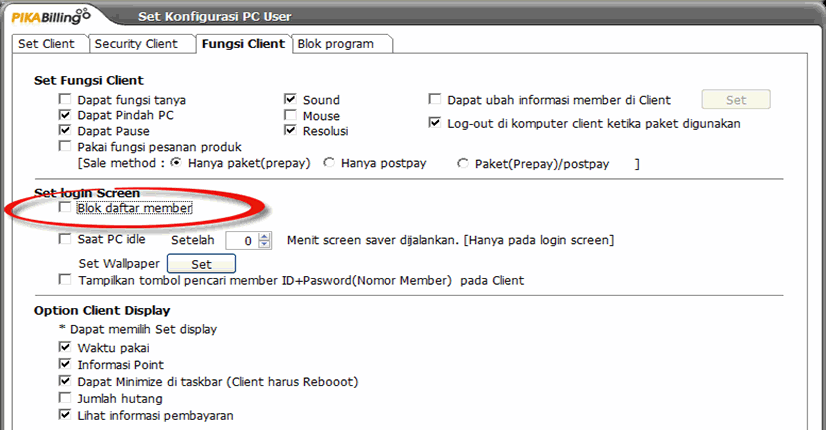 PIKABilling Set Konfigurasi PC User
Set Client Security Client Fungsi Client Blok program
Set Fungsi Client
Dapat fungsi tanya Sound Dapat ubah informasi member di Client Set
Dapat Pindah PC Mouse Log-out di komputer client ketika paket digunakan
Dapat Pause Resolusi
Pakai fungsi pesanan produk
[Sale method : Hanya paket(prepay) Hanya postpay Paket(Prepay)/postpay ]
Set login Screen
Blok daftar member
Saat PC idle Setelah 0 Menit screen saver dijalankan. [Hanya pada login screen]
Set Wallpaper Set
Tampilkan tombol pencari member ID+Pasword(Nomor Member) pada Client
Option Client Display
* Dapat memilih Set display
Waktu pakai
Informasi Point
Dapat Minimize di taskbar (Client harus Rebooot)
Jumlah hutang
Lihat informasi pembayaran